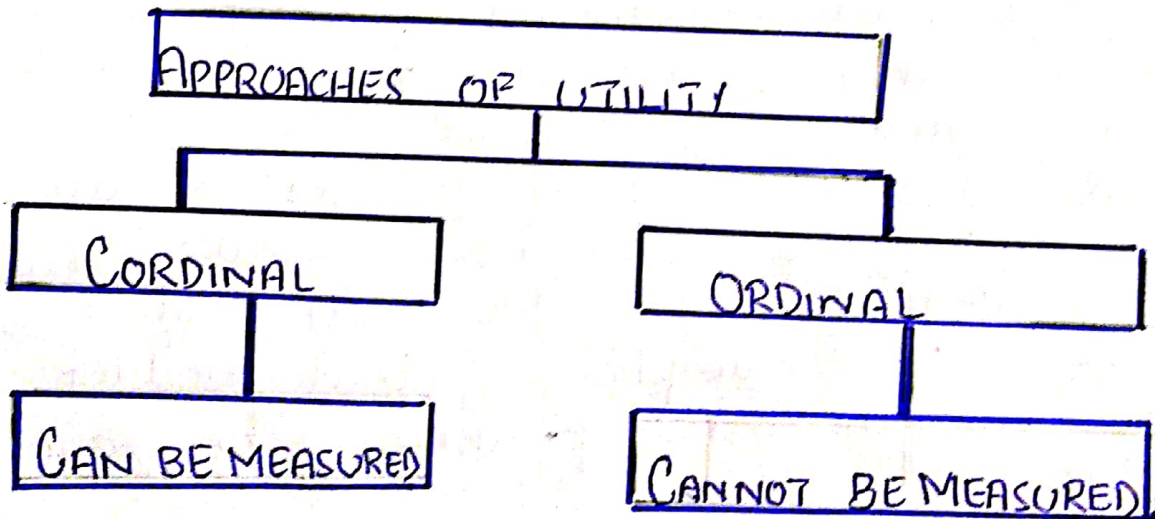 APPROACHES OF UTILITY
CORDINAL
ORDINAL
CAN BE MEASURED
CANNOT BE MEASURED